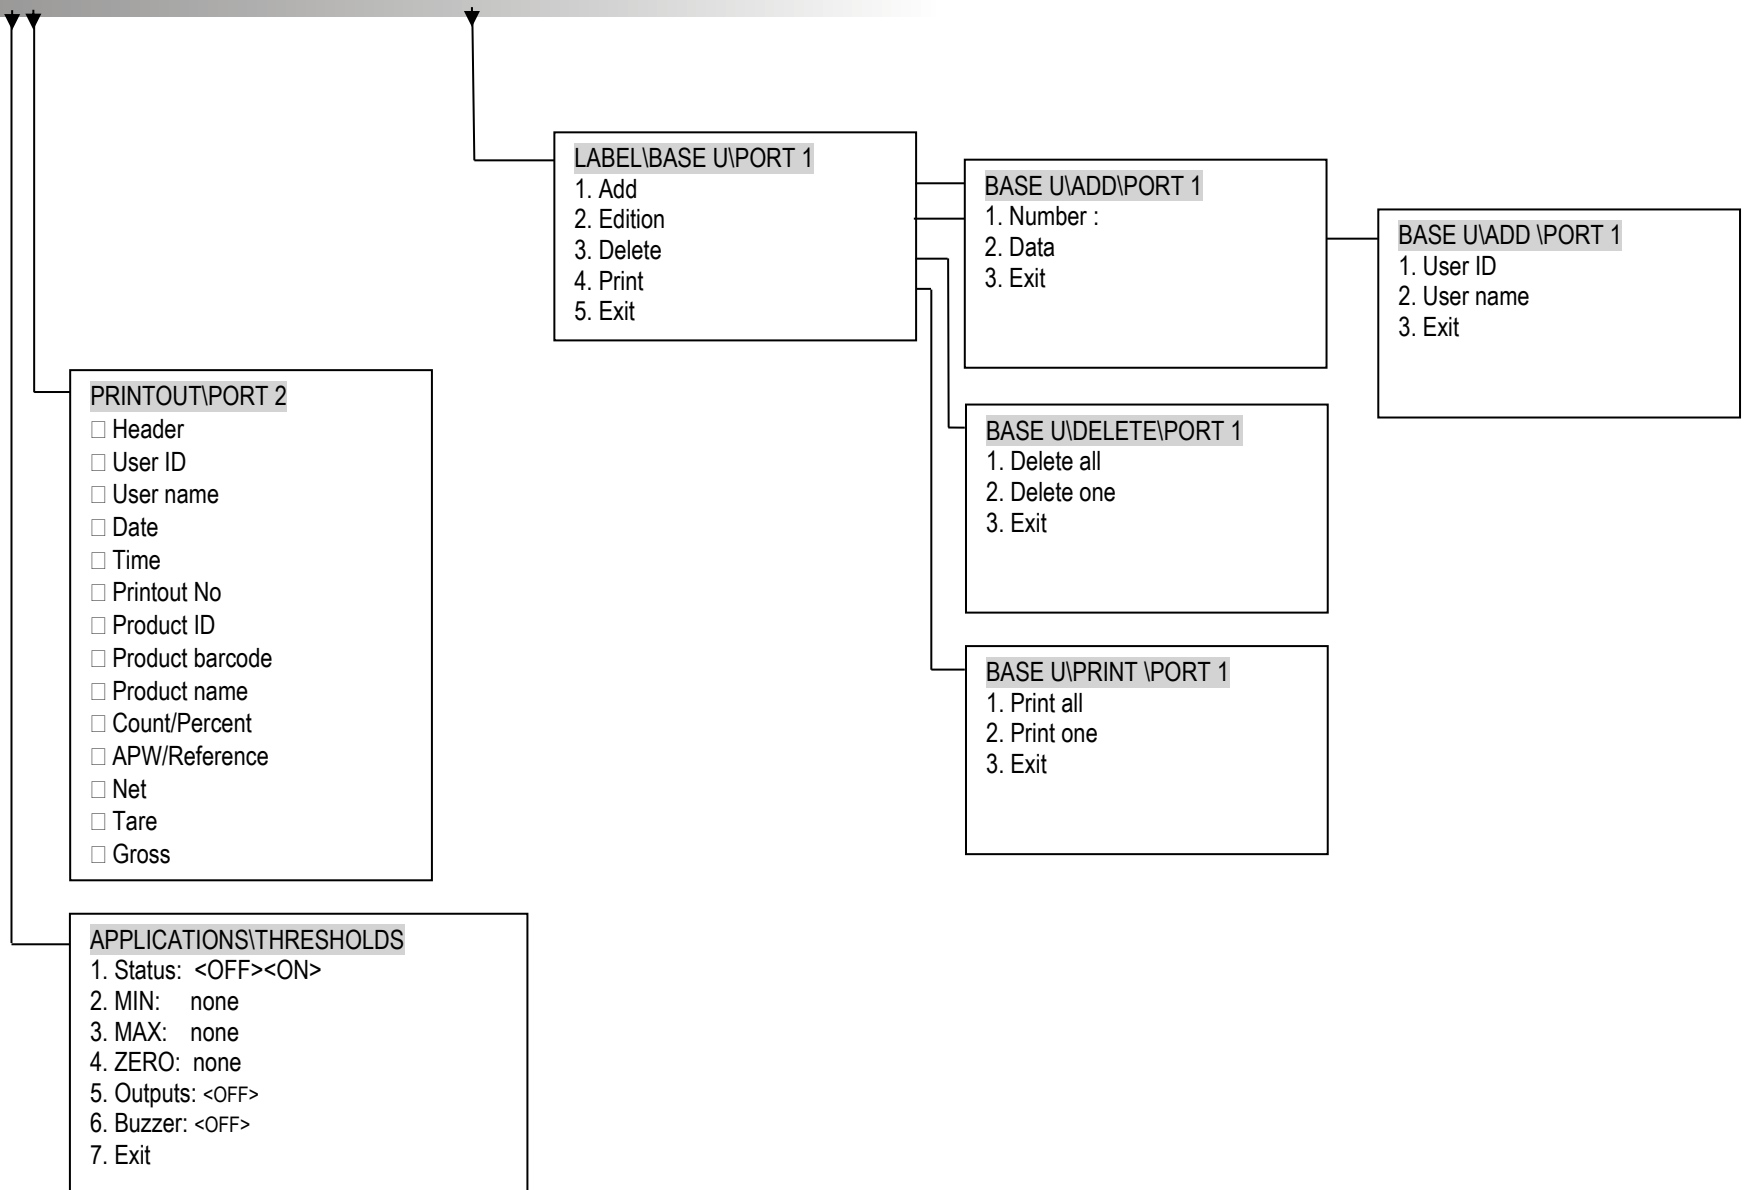 LABEL\BASE U\PORT 1
1. Add
2. Edition
3. Delete
4. Print
5. Exit
BASE U\ADD\PORT 1
1. Number :
2. Data
3. Exit
BASE U\ADD \PORT 1
1. User ID
2. User name
3. Exit
BASE U\DELETE\PORT 1
1. Delete all
2. Delete one
3. Exit
BASE U\PRINT \PORT 1
1. Print all
2. Print one
3. Exit
PRINTOUT\PORT 2
□ Header
□ User ID
□ User name
□ Date
□ Time
□ Printout No
□ Product ID
□ Product barcode
□ Product name
□ Count/Percent
□ APW/Reference
□ Net
□ Tare
□ Gross
APPLICATIONS\THRESHOLDS
1. Status: <OFF><ON>
2. MIN: none
3. MAX: none
4. ZERO: none
5. Outputs: <OFF>
6. Buzzer: <OFF>
7. Exit